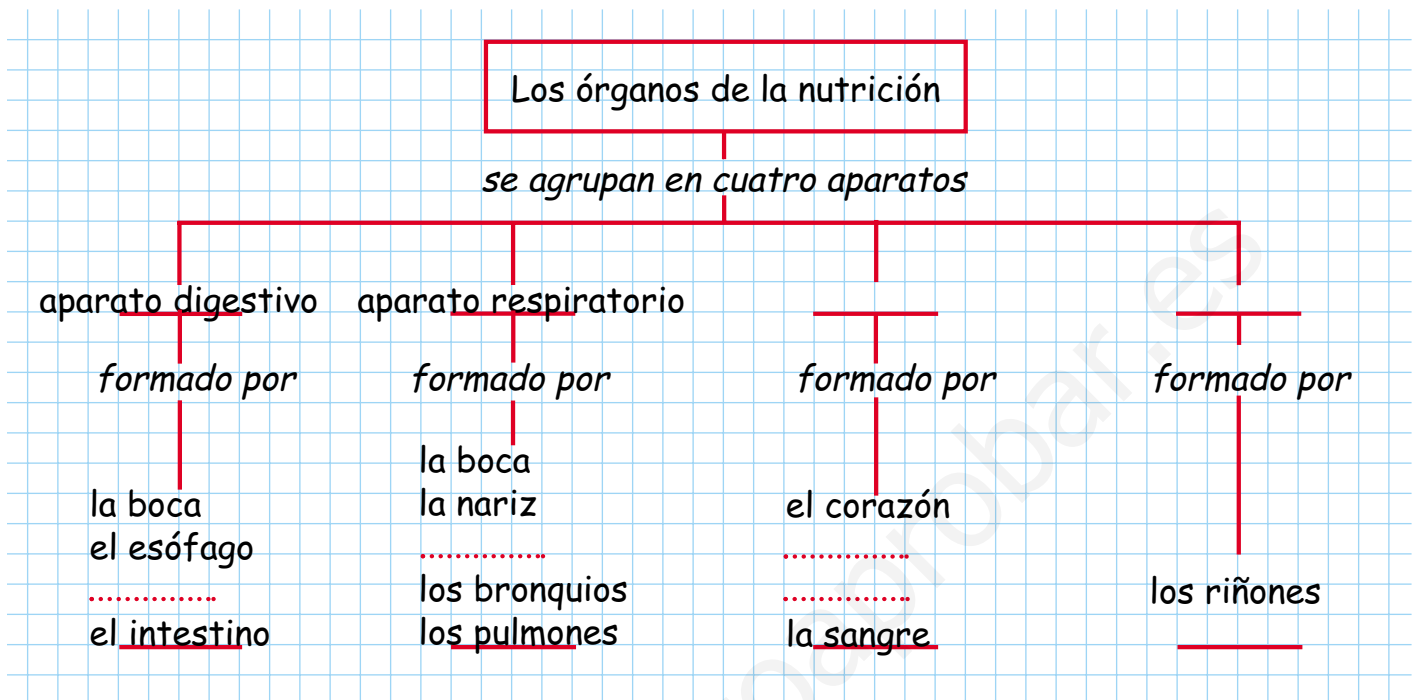 Los órganos de la nutrición
se agrupan en cuatro aparatos
aparato digestivo
formado por
la boca
el esófago
..............
el intestino
aparato respiratorio
formado por
la boca
la nariz
..............
los bronquios
los pulmones
formado por
el corazón
..............
..............
la sangre
formado por
los riñones